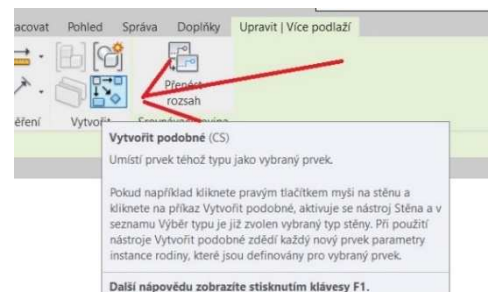 acovat Pohled Správa Doplňky Upravit | Více podlaží
Přenést
rozsah
ěření Vytvořit Srovnávací rovina
Vytvořit podobné (CS)
Umístí prvek téhož typu jako vybraný prvek.
Pokud například kliknete pravým tlačítkem myši na stěnu a
kliknete na příkaz Vytvořit podobné, aktivuje se nástroj Stěna a v
seznamu Výběr typu je již zvolen vybraný typ stěny. Při použití
nástroje Vytvořit podobné zdědí každý nový prvek parametry
instance rodiny, které jsou definovány pro vybraný prvek.
Další nápovědu zobrazíte stisknutím klávesy F1.